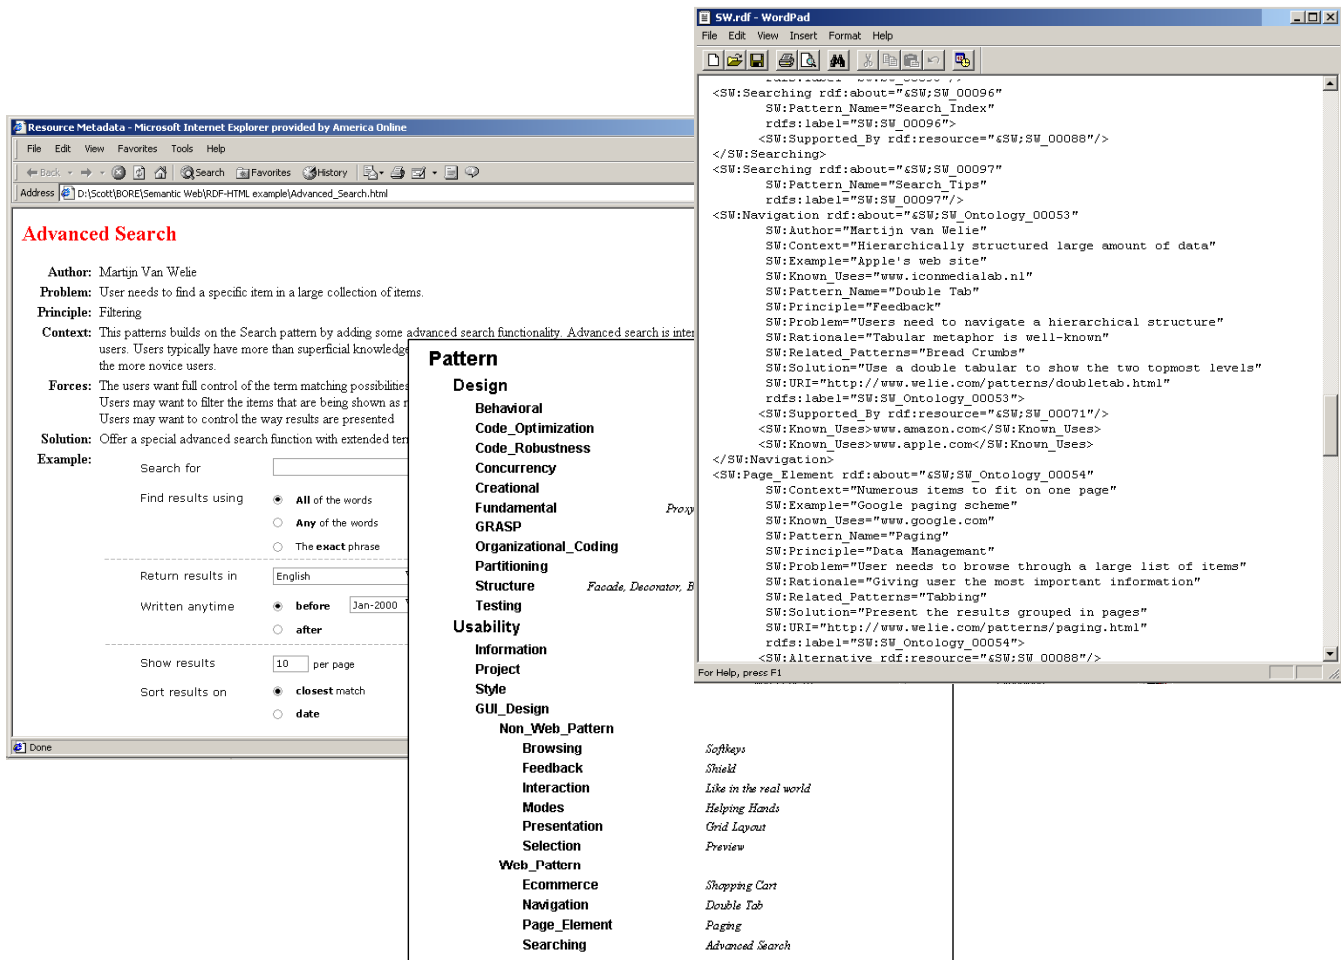 SW.rdf - WordPad
File Edit View Insert Format Help
<SW:Searching rdf:about="&SW;SW_00096"
SW:Pattern_Name="Search_Index"
rdfs:label="SW:SW_00096">
<SW:Supported_By rdf:resource="&SW;SW_00088"/>
</SW:Searching>
<SW:Searching rdf:about="&SW;SW_00097"
SW:Pattern_Name="Search_Tips"
rdfs:label="SW:SW_00097"/>
<SW:Navigation rdf:about="&SW;SW_Ontology_00053"
SW:Author="Martijn van Welie"
SW:Context="Hierarchically structured large amount of data"
SW:Example="Apple's web site"
SW:Known_Uses="www.iconmedialab.nl"
SW:Pattern_Name="Double Tab"
SW:Principle="Feedback"
SW:Problem="Users need to navigate a hierarchical structure"
SW:Rationale="Tabular metaphor is well-known"
SW:Related_Patterns="Bread Crumbs"
SW:Solution="Use a double tabular to show the two topmost levels"
SW:URI="http://www.welie.com/patterns/doubletab.html"
rdfs:label="SW:SW_Ontology_00053">
<SW:Supported_By rdf:resource="&SW;SW_00071"/>
<SW:Known_Uses>www.amazon.com</SW:Known_Uses>
<SW:Known_Uses>www.apple.com</SW:Known_Uses>
</SW:Navigation>
<SW:Page_Element rdf:about="&SW;SW_Ontology_00054"
SW:Context="Numerous items to fit on one page"
SW:Example="Google paging scheme"
SW:Known_Uses="www.google.com"
SW:Pattern_Name="Paging"
SW:Principle="Data Managemant"
SW:Problem="User needs to browse through a large list of items"
SW:Rationale="Giving user the most important information"
SW:Related_Patterns="Tabbing"
SW:Solution="Present the results grouped in pages"
SW:URI="http://www.welie.com/patterns/paging.html"
rdfs:label="SW:SW_Ontology_00054">
<SW:Alternative rdf:resource="&SW;SW_00088"/>
For Help, press F1
Resource Metadata - Microsoft Internet Explorer provided by America Online
File Edit View Favorites Tools Help
Back Search Favorites History
Address D:\Scott\BORE\Semantic Web\RDF-HTML example\Advanced_Search.html
Advanced Search
Author: Martijn Van Welie
Problem: User needs to find a specific item in a large collection of items.
Principle: Filtering
Context: This patterns builds on the Search pattern by adding some advanced search functionality. Advanced search is
users. Users typically have more than superficial knowledge
the more novice users.
Forces: The users want full control of the term matching possibilities
Users may want to filter the items that are being shown as
Users may want to control the way results are presented
Solution: Offer a special advanced search function with extended
Example:
Search for
Find results using All of the words
Any of the words
The exact phrase
Return results in English
Written anytime before Jan-2000
after
Show results 10 per page
Sort results on closest match
date
Done
Pattern
Design
Behavioral
Code_Optimization
Code_Robustness
Concurrency
Creational
Fundamental Proxy
GRASP
Organizational_Coding
Partitioning
Structure Facade, Decorator,
Testing
Usability
Information
Project
Style
GUI_Design
Non_Web_Pattern
Browsing Softkeys
Feedback Shield
Interaction Like in the real world
Modes Helping Hands
Presentation Grid Layout
Selection Preview
Web_Pattern
Ecommerce Shopping Cart
Navigation Double Tab
Page_Element Paging
Searching Advanced Search